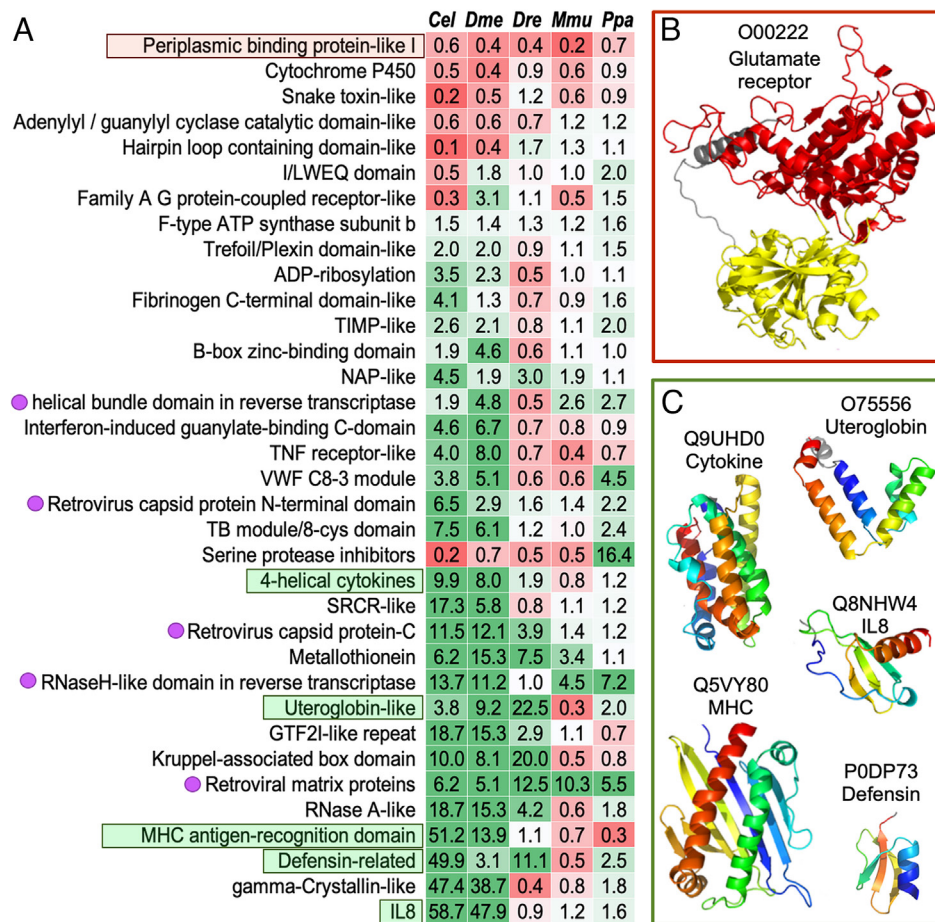 A
Cel Dme Dre Mmu Ppa
Periplasmic binding protein-like I 0.6 0.4 0.4 0.2 0.7
Cytochrome P450 0.5 0.4 0.9 0.6 0.9
Snake toxin-like 0.2 0.5 1.2 0.6 0.9
Adenylyl / guanylyl cyclase catalytic domain-like 0.6 0.6 0.7 1.2 1.2
Hairpin loop containing domain-like 0.1 0.4 1.7 1.3 1.1
I/LWEQ domain 0.5 1.8 1.0 1.0 2.0
Family A G protein-coupled receptor-like 0.3 3.1 1.1 0.5 1.5
F-type ATP synthase subunit b 1.5 1.4 1.3 1.2 1.6
Trefoil/Plexin domain-like 2.0 2.0 0.9 1.1 1.5
ADP-ribosylation 3.5 2.3 0.5 1.0 1.1
Fibrinogen C-terminal domain-like 4.1 1.3 0.7 0.9 1.6
TIMP-like 2.6 2.1 0.8 1.1 2.0
B-box zinc-binding domain 1.9 4.6 0.6 1.1 1.0
NAP-like 4.5 1.9 3.0 1.9 1.1
helical bundle domain in reverse transcriptase 1.9 4.8 0.5 2.6 2.7
Interferon-induced guanylate-binding C-domain 4.6 6.7 0.7 0.8 0.9
TNF receptor-like 4.0 8.0 0.7 0.4 0.7
VWF C8-3 module 3.8 5.1 0.6 0.6 4.5
Retrovirus capsid protein N-terminal domain 6.5 2.9 1.6 1.4 2.2
TB module/8-cys domain 7.5 6.1 1.2 1.0 2.4
Serine protease inhibitors 0.2 0.7 0.5 0.5 16.4
4-helical cytokines 9.9 8.0 1.9 0.8 1.2
SRCR-like 17.3 5.8 0.8 1.1 1.2
Retrovirus capsid protein-C 11.5 12.1 3.9 1.4 1.2
Metallothionein 6.2 15.3 7.5 3.4 1.1
RNaseH-like domain in reverse transcriptase 13.7 11.2 1.0 4.5 7.2
Uteroglobin-like 3.8 9.2 22.5 0.3 2.0
GTF2I-like repeat 18.7 15.3 2.9 1.1 0.7
Kruppel-associated box domain 10.0 8.1 20.0 0.5 0.8
Retroviral matrix proteins 6.2 5.1 12.5 10.3 5.5
RNase A-like 18.7 15.3 4.2 0.6 1.8
MHC antigen-recognition domain 51.2 13.9 1.1 0.7 0.3
Defensin-related 49.9 3.1 11.1 0.5 2.5
gamma-Crystallin-like 47.4 38.7 0.4 0.8 1.8
IL8 58.7 47.9 0.9 1.2 1.6
B
O00222
Glutamate
receptor
C
O75556
Uteroglobin
Q9UHD0
Cytokine
Q8NHW4
IL8
Q5VY80
MHC
P0DP73
Defensin